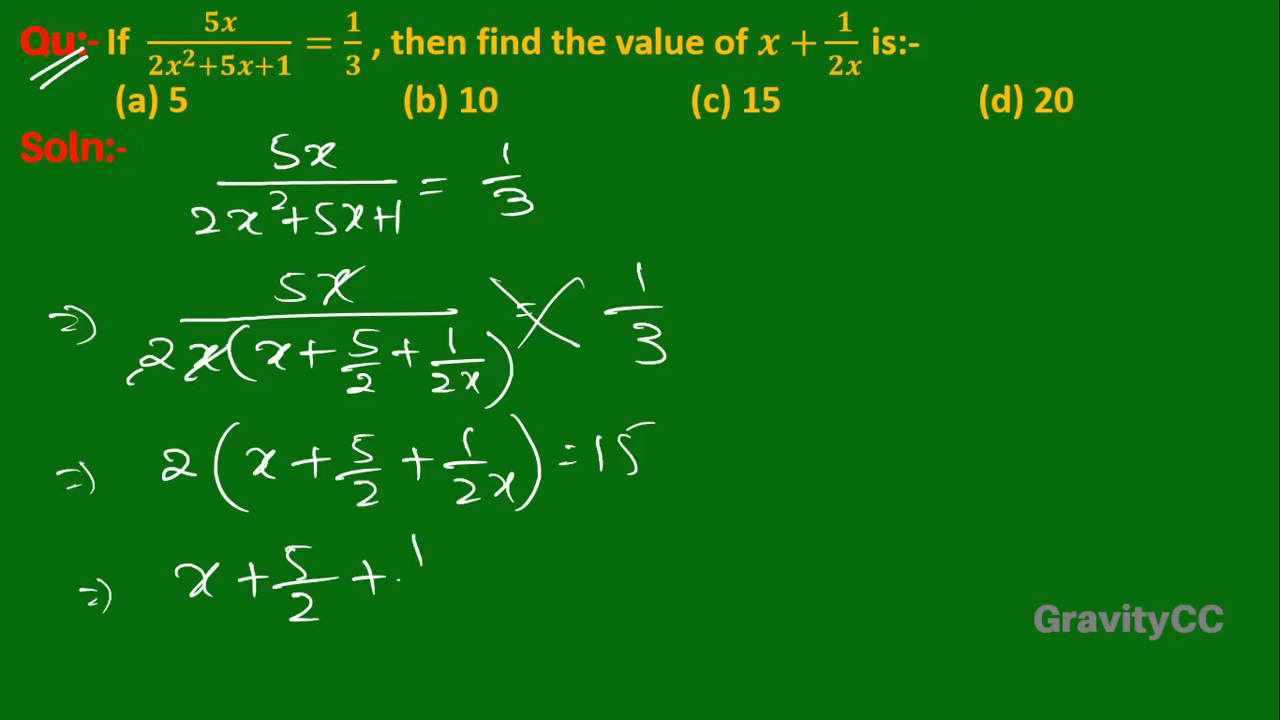 Qu:- If 5x/(2x²+5x+1) = 1/3 , then find the value of x + 1/2x is:-
(a) 5 (b) 10 (c) 15 (d) 20
Soln:-
5x/(2x²+5x+1) = 1/3
⇒) 5x/(2x(x + 5/2 + 1/2x)) = 1/3
⇒) 2(x + 5/2 + 1/2x) = 15
⇒) x + 5/2 + 1
GravityCC